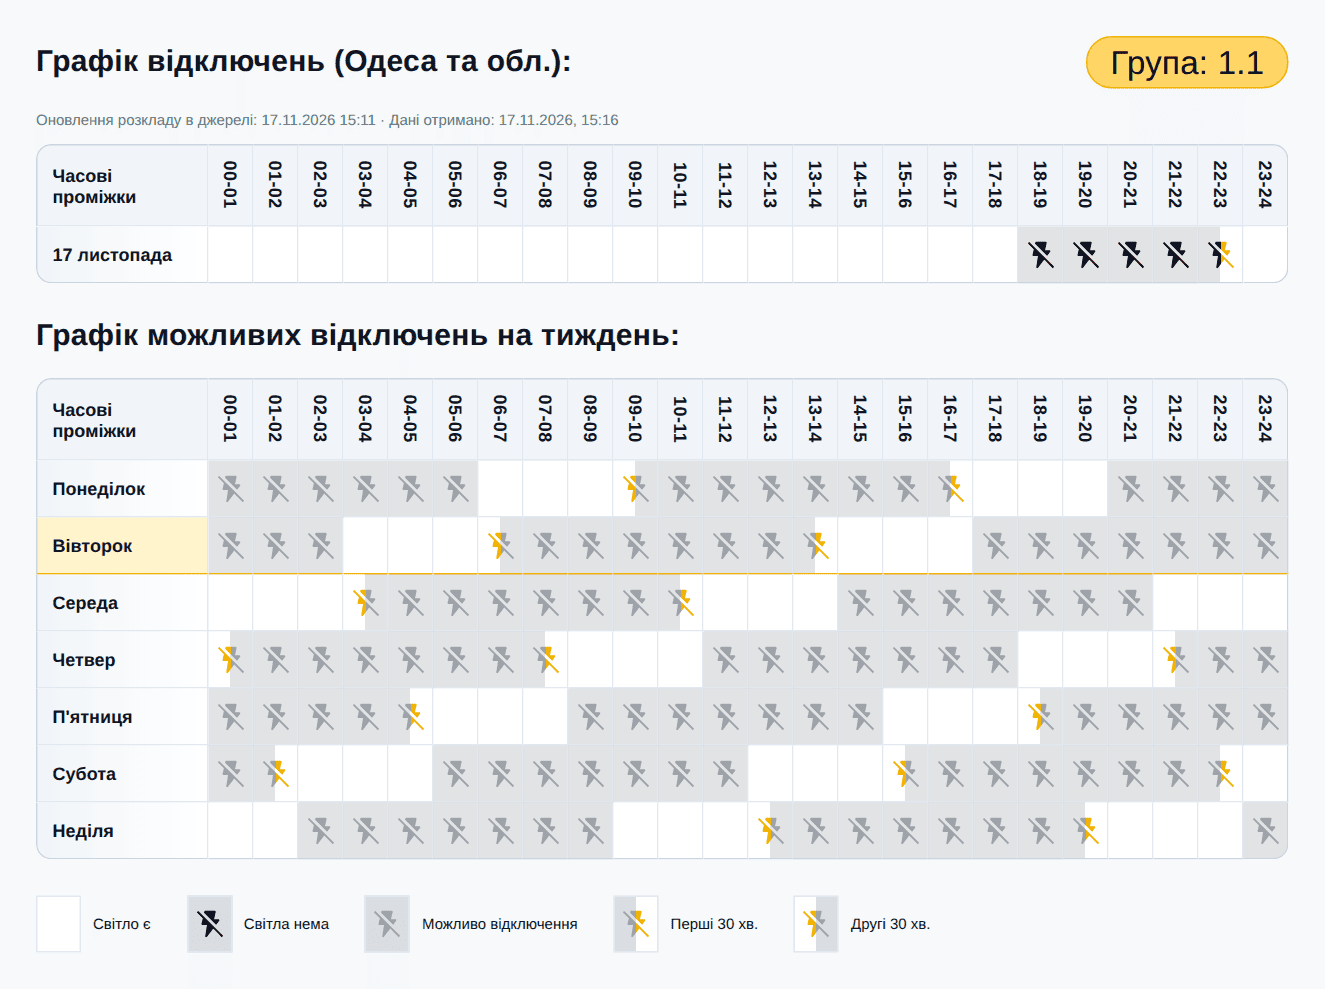 Графік відключень (Одеса та обл.):
Група: 1.1
Оновлення розкладу в джерелі: 17.11.2026 15:11 · Дані отримано: 17.11.2026, 15:16
Часові
проміжки
00-01 01-02 02-03 03-04 04-05 05-06 06-07 07-08 08-09 09-10 10-11 11-12 12-13 13-14 14-15 15-16 16-17 17-18 18-19 19-20 20-21 21-22 22-23 23-24
17 листопада
Графік можливих відключень на тиждень:
Часові
проміжки
00-01 01-02 02-03 03-04 04-05 05-06 06-07 07-08 08-09 09-10 10-11 11-12 12-13 13-14 14-15 15-16 16-17 17-18 18-19 19-20 20-21 21-22 22-23 23-24
Понеділок
Вівторок
Середа
Четвер
П'ятниця
Субота
Неділя
Світло є
Світла нема
Можливо відключення
Перші 30 хв.
Другі 30 хв.